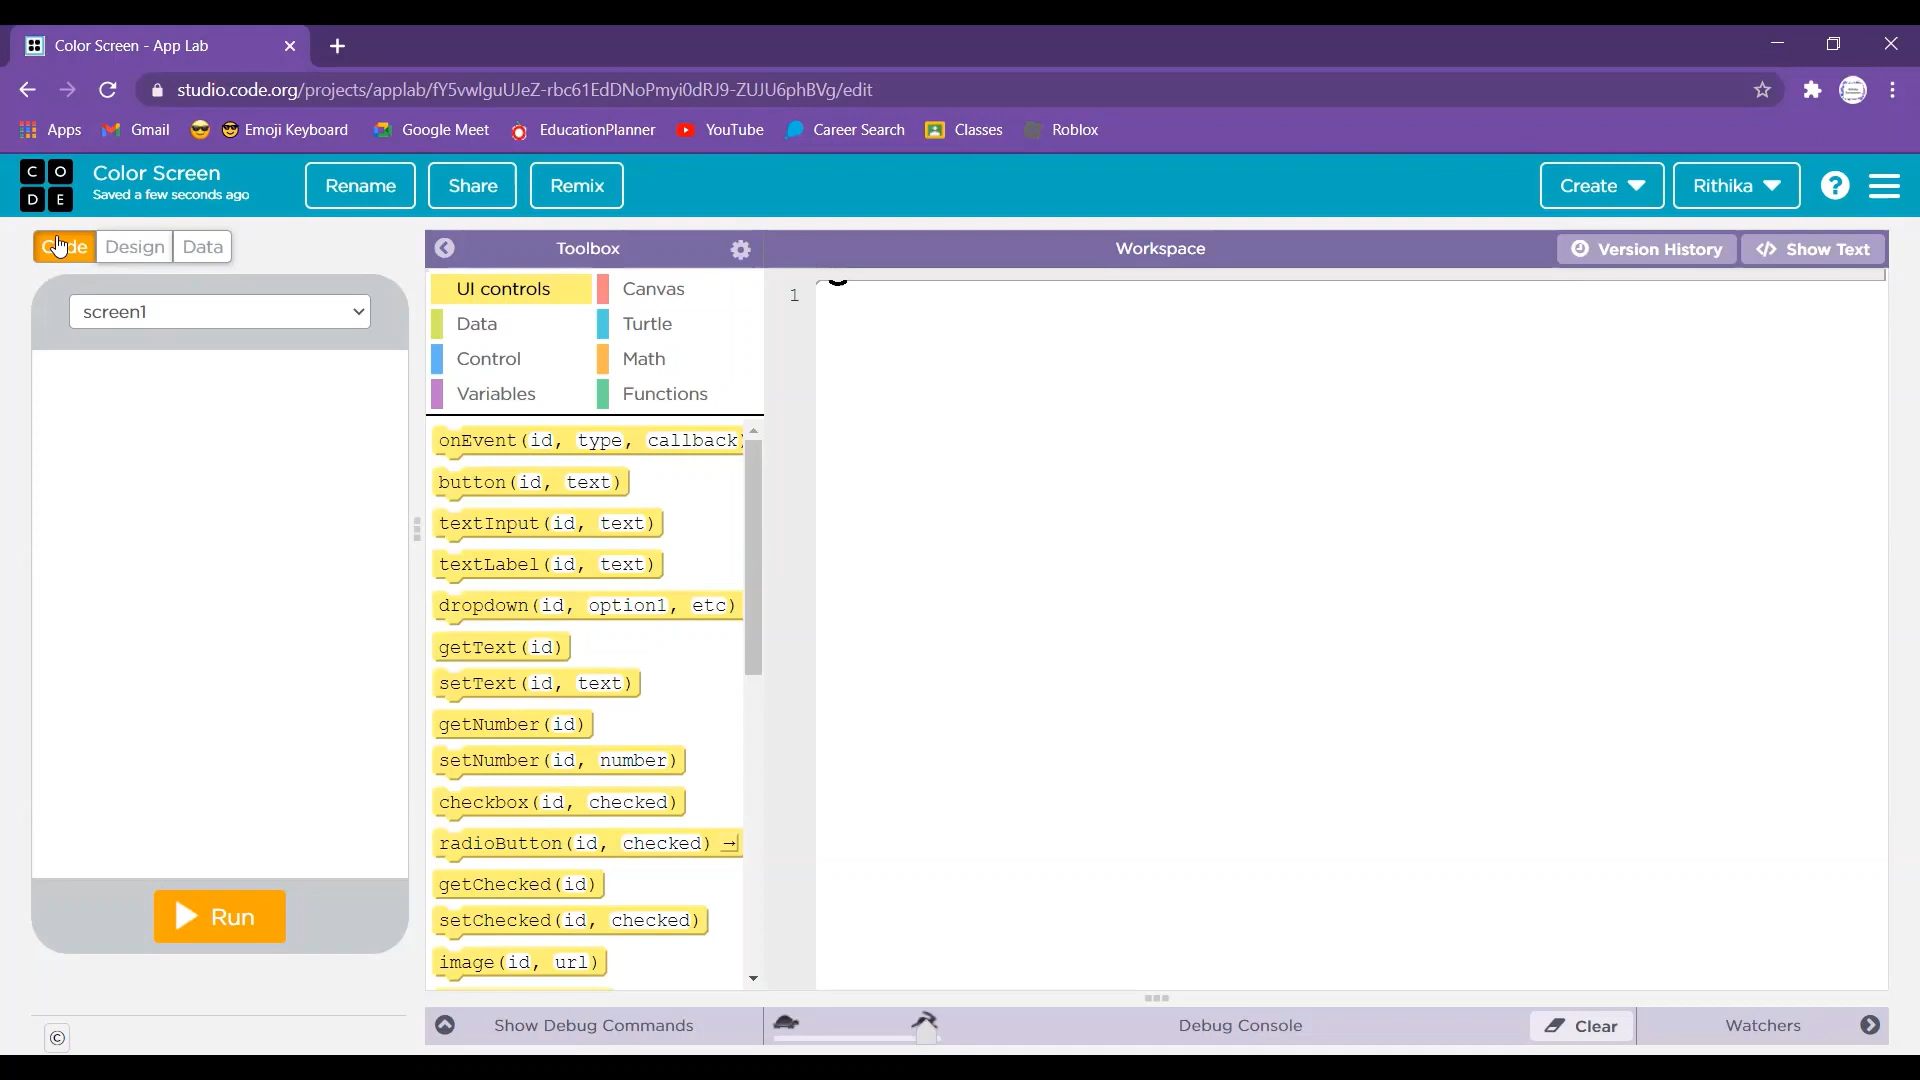 Color Screen - App Lab
studio.code.org/projects/applab/fY5vwlguUJeZ-rbc61EdDNoPmyi0dRJ9-ZUJU6phBVg/edit
Apps Gmail Emoji Keyboard Google Meet EducationPlanner YouTube Career Search Classes Roblox
C O
D E
Color Screen
Saved a few seconds ago
Rename Share Remix Create Rithika ?
Code Design Data
Toolbox
Workspace
Version History
</> Show Text
screen1
Run
UI controls Canvas
Data Turtle
Control Math
Variables Functions
onEvent(id, type, callback)
button(id, text)
textInput(id, text)
textLabel(id, text)
dropdown(id, option1, etc)
getText(id)
setText(id, text)
getNumber(id)
setNumber(id, number)
checkbox(id, checked)
radioButton(id, checked) →
getChecked(id)
setChecked(id, checked)
image(id, url)
1
©
Show Debug Commands Debug Console Clear Watchers